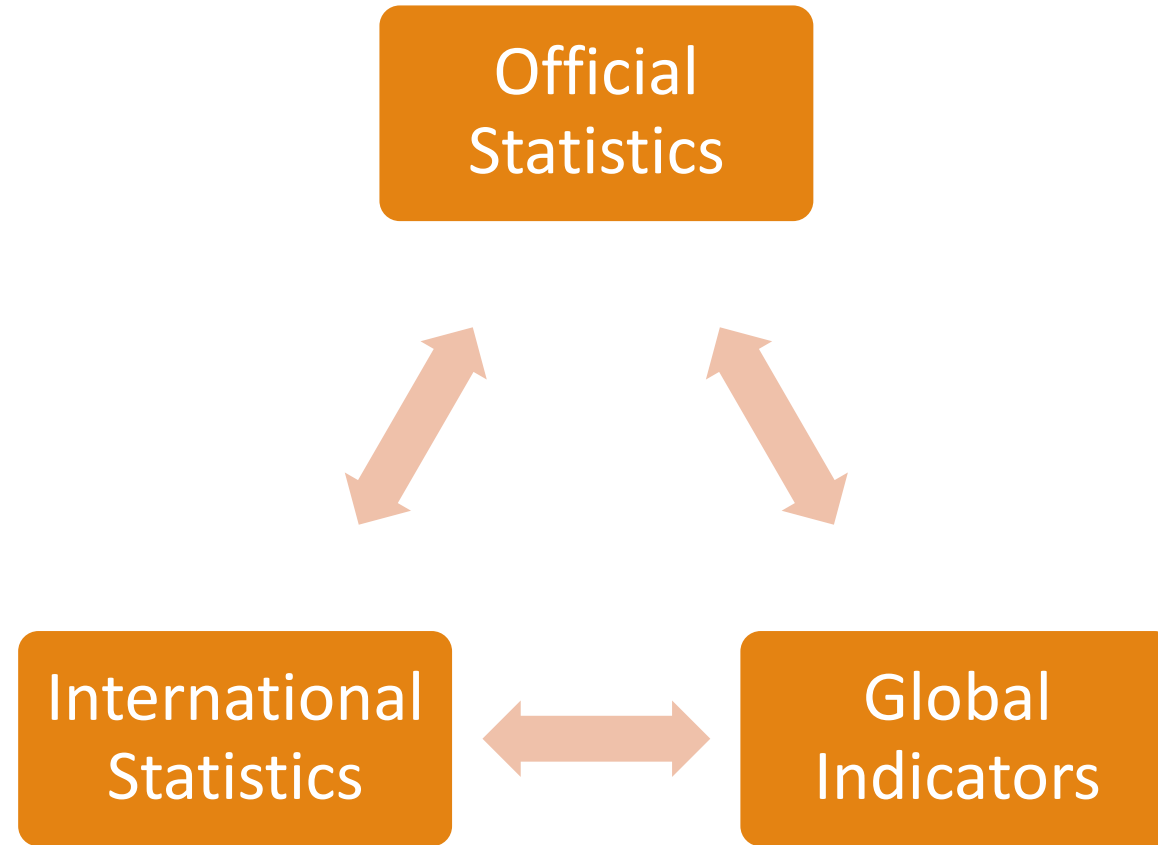 Official
Statistics
International
Statistics
Global
Indicators